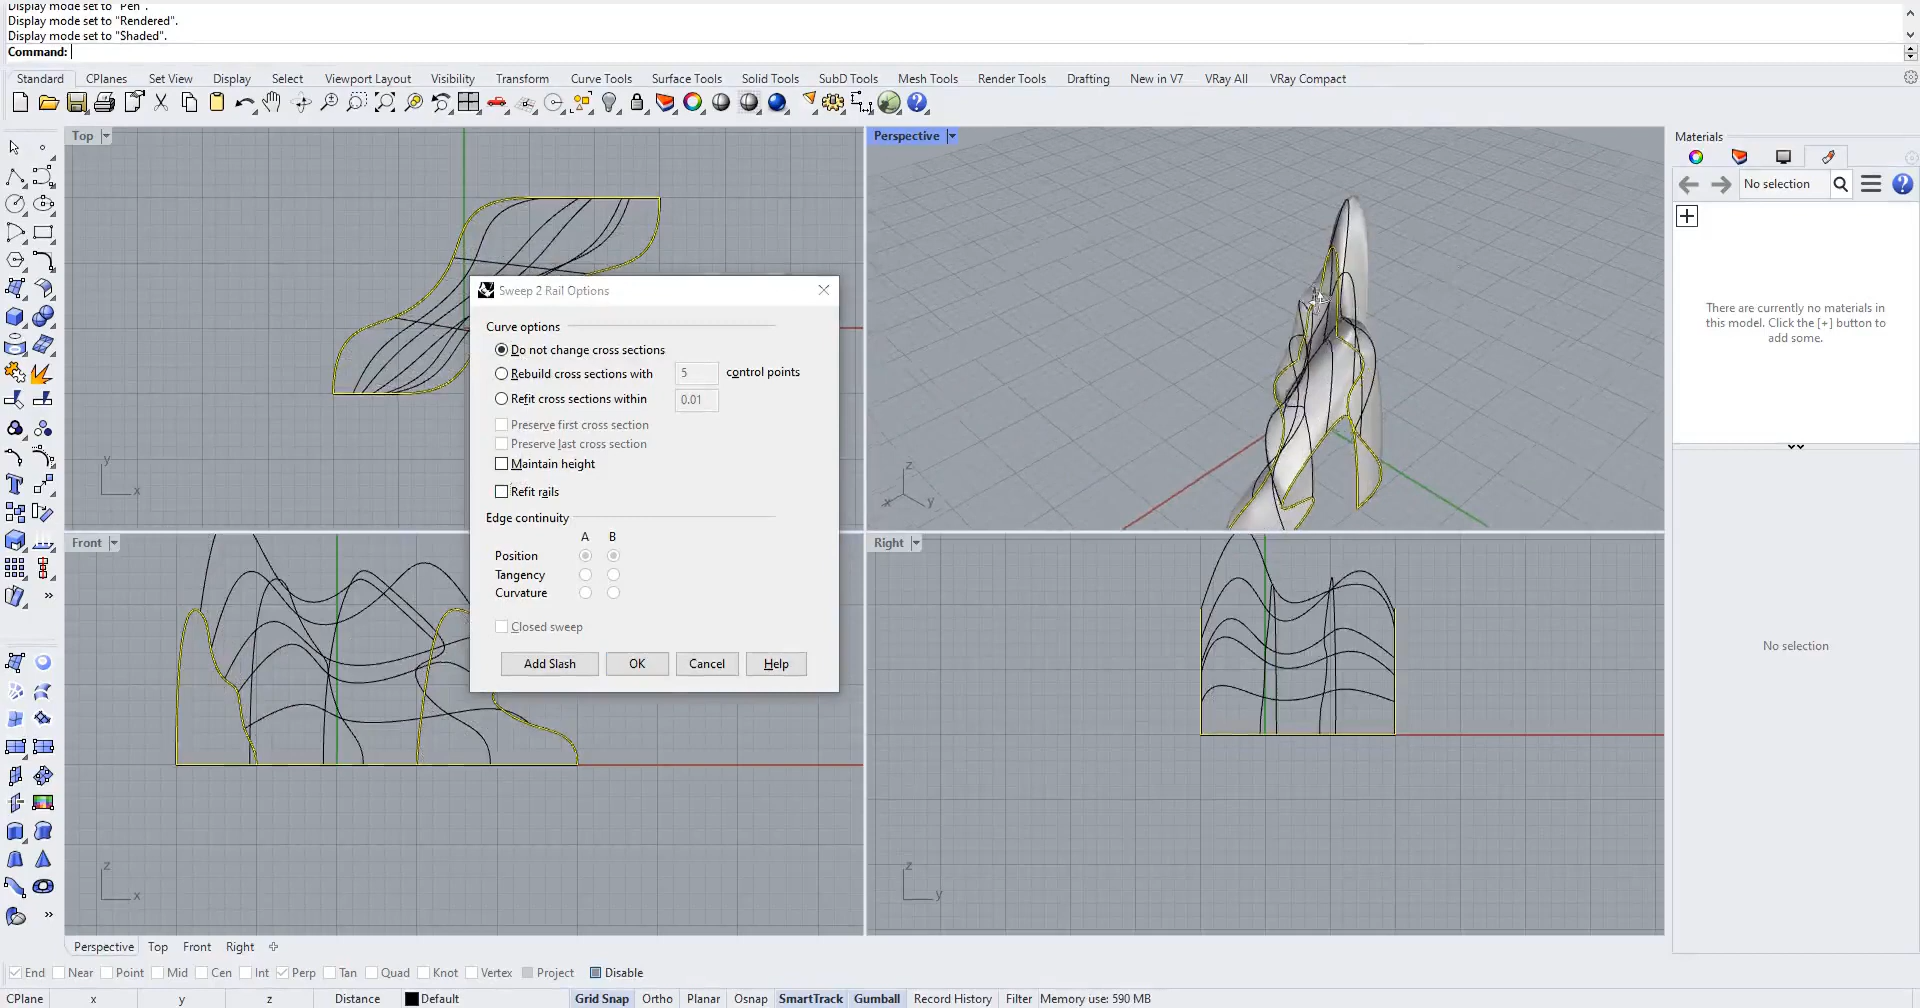 Display mode set to "Pen".
Display mode set to "Rendered".
Display mode set to "Shaded".
Command:
Standard CPlanes Set View Display Select Viewport Layout Visibility Transform Curve Tools Surface Tools Solid Tools SubD Tools Mesh Tools Render Tools Drafting New in V7 VRay All VRay Compact
Top
Perspective
Materials
No selection
There are currently no materials in
this model. Click the [+] button to
add some.
No selection
Sweep 2 Rail Options
Curve options
Do not change cross sections
Rebuild cross sections with 5 control points
Refit cross sections within 0.01
Preserve first cross section
Preserve last cross section
Maintain height
Refit rails
Edge continuity
A B
Position
Tangency
Curvature
Closed sweep
Add Slash OK Cancel Help
y
x
z
x
y
Front
Right
z
x
z
y
Perspective Top Front Right
End Near Point Mid Cen Int Perp Tan Quad Knot Vertex Project Disable
CPlane x y z Distance Default Grid Snap Ortho Planar Osnap SmartTrack Gumball Record History Filter Memory use: 590 MB